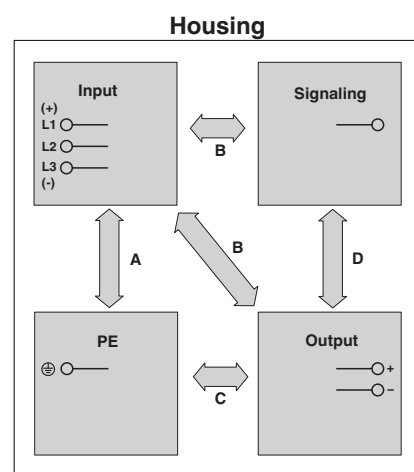 Housing
Input
(+)
L1
L2
L3
(-)
Signaling
B
A
B
D
PE
Output
+
–
C